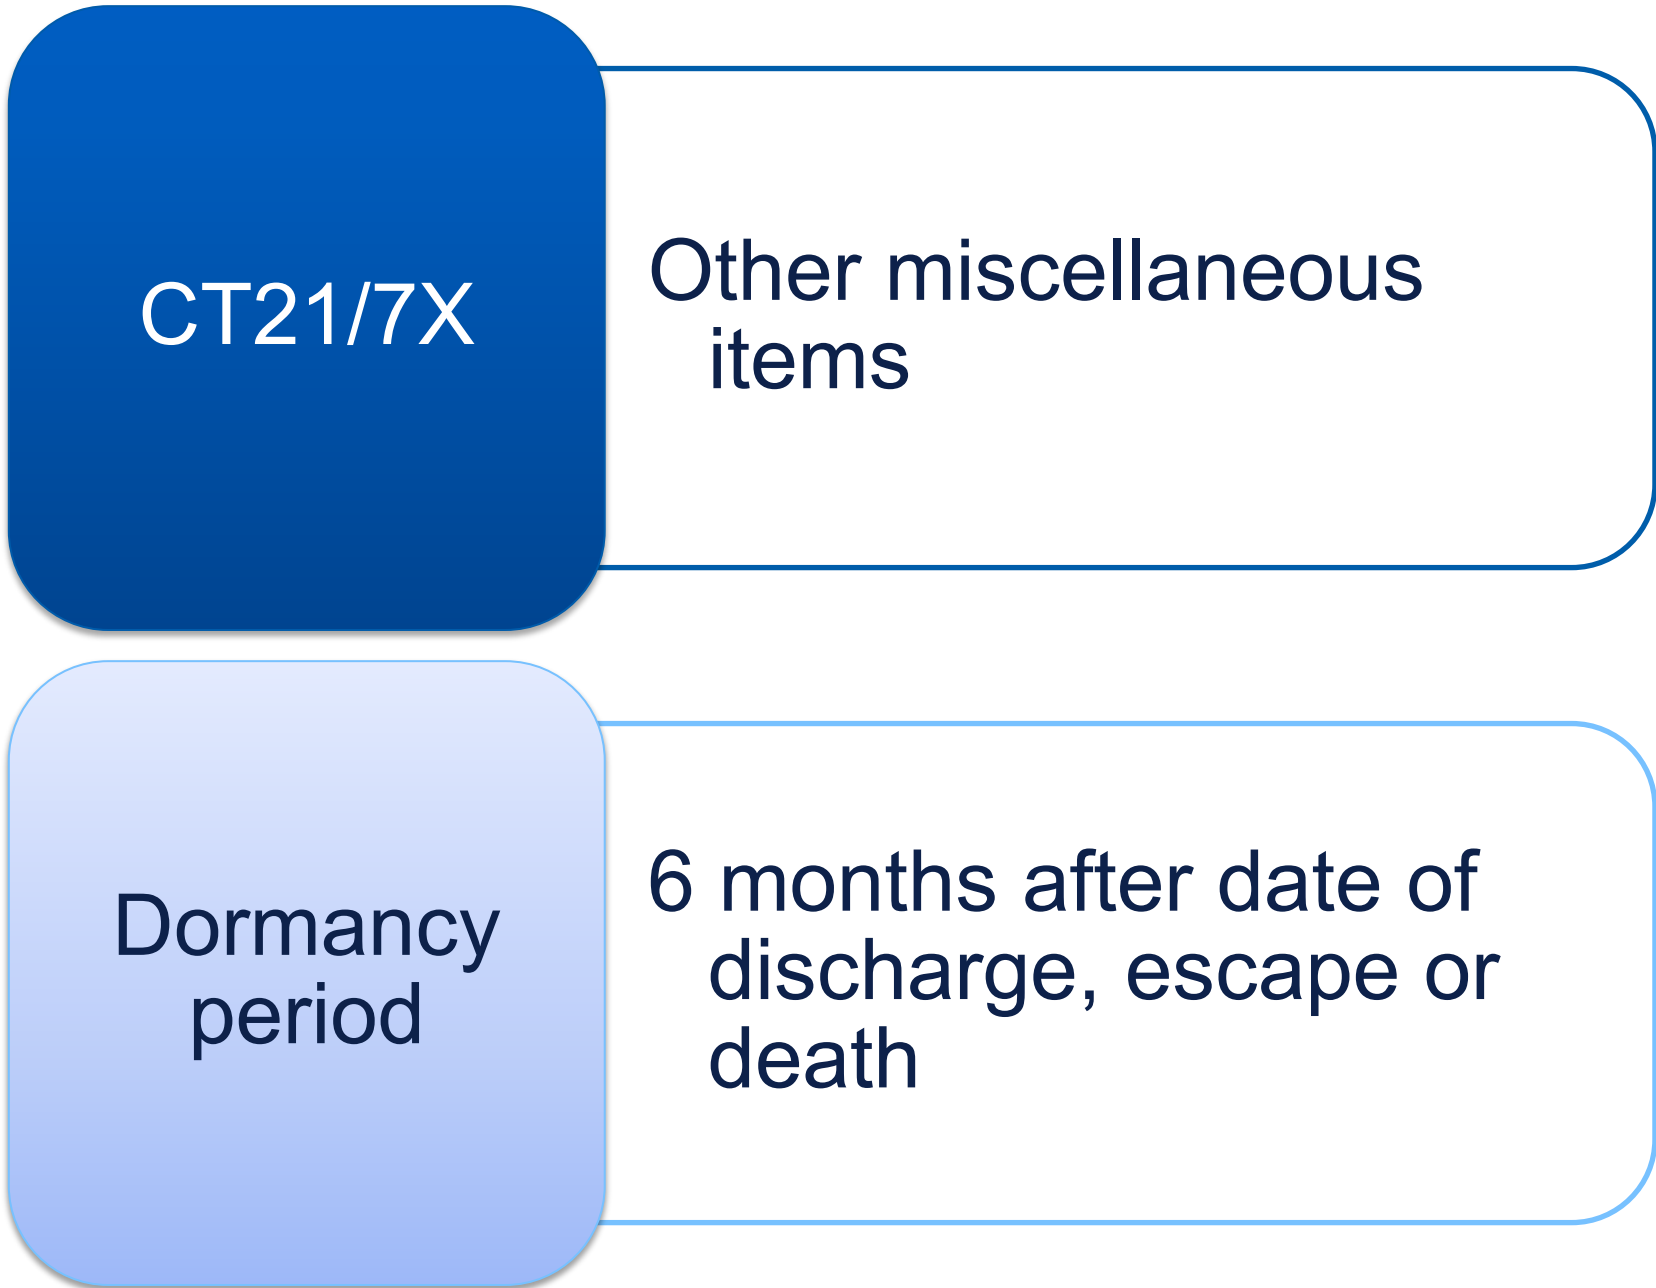 CT21/7X
Other miscellaneous
items
Dormancy
period
6 months after date of
discharge, escape or
death